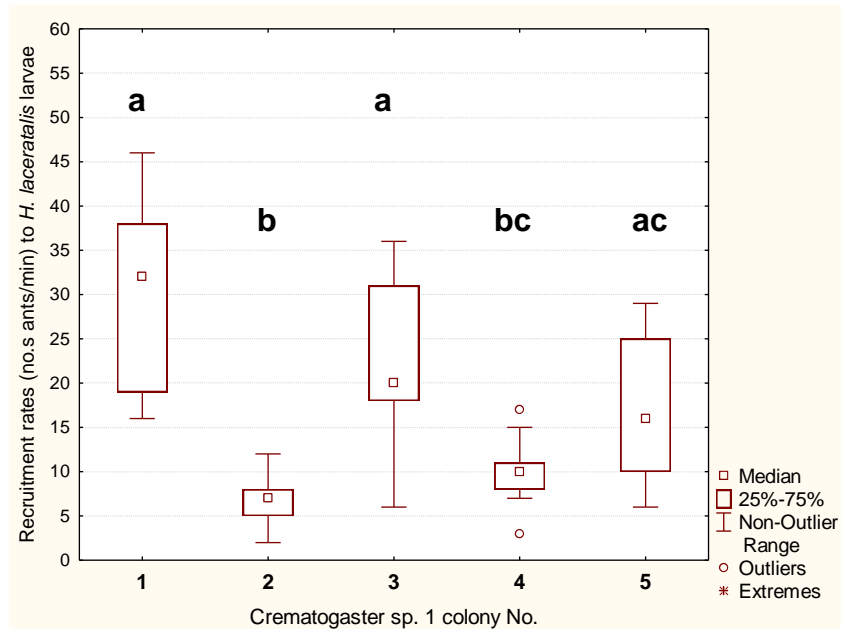 Recruitment rates (no.s ants/min) to H. laceratalis larvae
60
55
50
45
40
35
30
25
20
15
10
5
0
a
b
a
bc
ac
1 2 3 4 5
Crematogaster sp. 1 colony No.
Median
25%-75%
Non-Outlier
Range
Outliers
Extremes